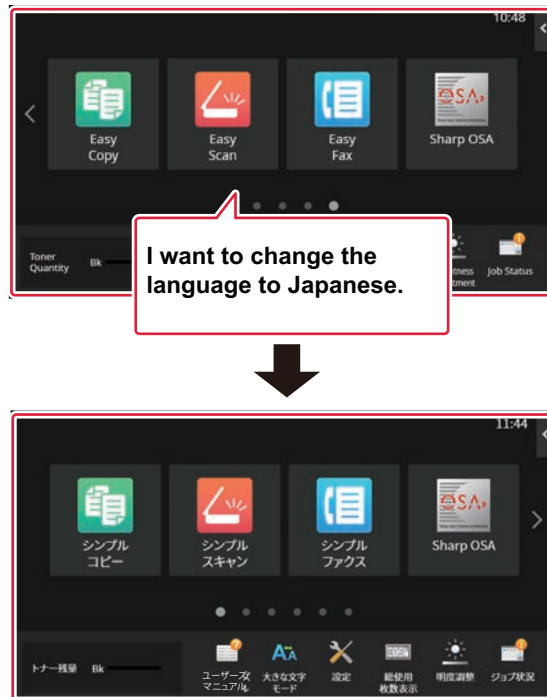 10:48
Easy
Copy
Easy
Scan
Easy
Fax
Sharp OSA
OSA
I want to change the
language to Japanese.
Toner
Quantity
Bk
Job Status
11:44
シンプル
コピー
シンプル
スキャン
シンプル
ファクス
Sharp OSA
OSA
トナー残量
Bk
ユーザーズ
マニュアル
大きな文字
モード
設定
総使用
枚数表示
明度調整
ジョブ状況